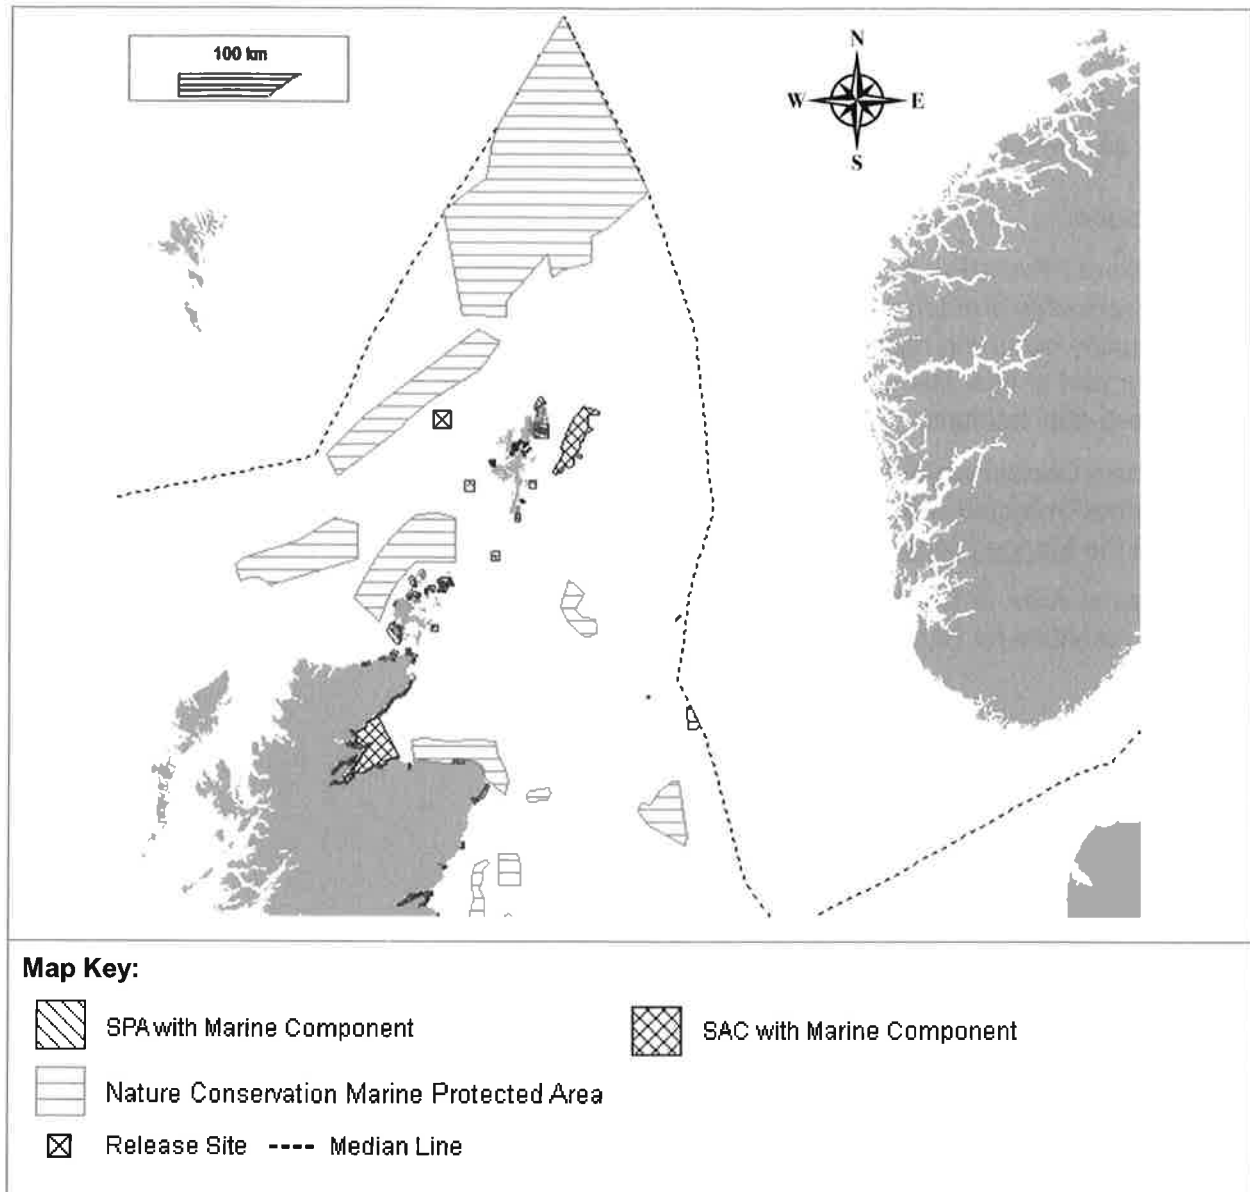 100 km
N
W E
S
Map Key:
SPA with Marine Component
SAC with Marine Component
Nature Conservation Marine Protected Area
Release Site ---- Median Line